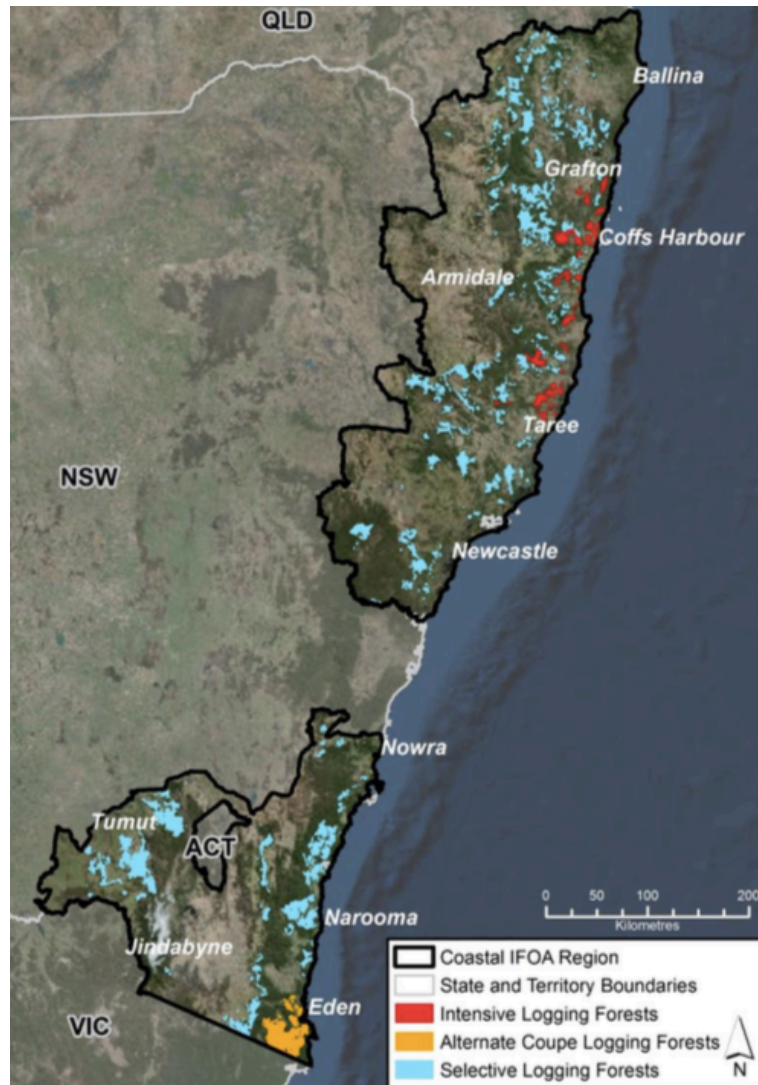 QLD
Ballina
Grafton
Coffs Harbour
Armidale
Taree
NSW
Newcastle
Nowra
Tumut
ACT
Narooma
Jindabyne
Eden
VIC
0 50 100 200
Kilometres
Coastal IFOA Region
State and Territory Boundaries
Intensive Logging Forests
Alternate Coupe Logging Forests
Selective Logging Forests
N